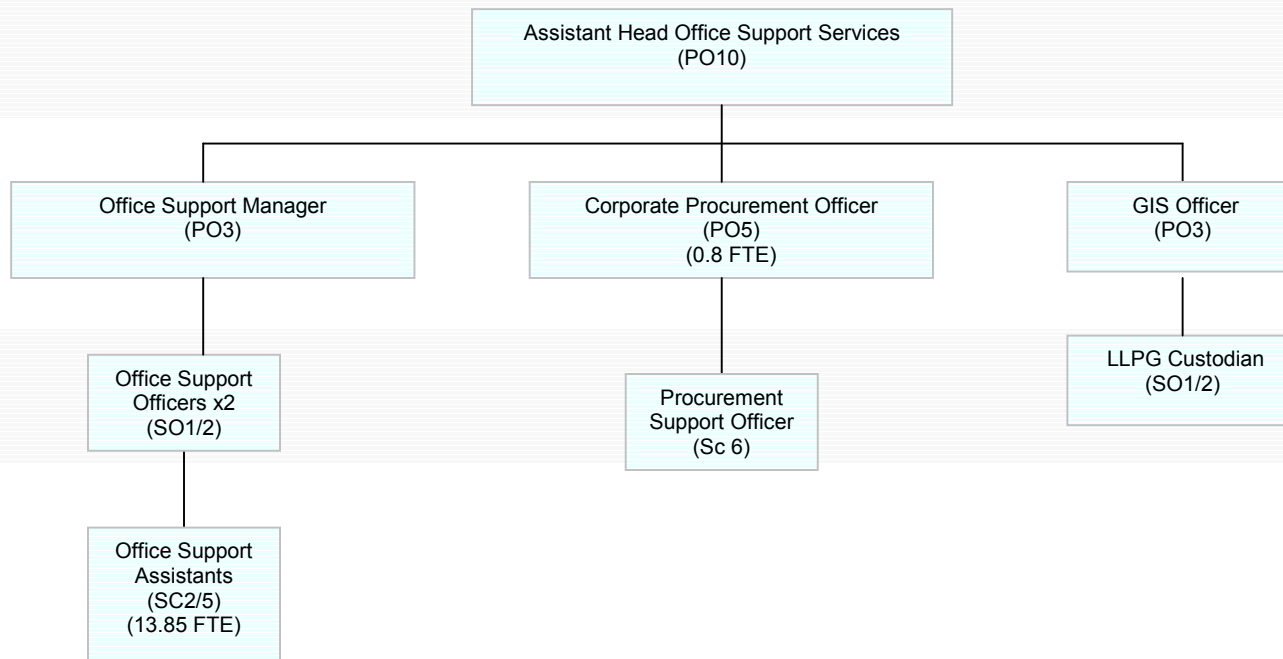 Assistant Head Office Support Services
(PO10)
Office Support Manager
(PO3)
Corporate Procurement Officer
(PO5)
(0.8 FTE)
GIS Officer
(PO3)
Office Support
Officers x2
(SO1/2)
Procurement
Support Officer
(Sc 6)
LLPG Custodian
(SO1/2)
Office Support
Assistants
(SC2/5)
(13.85 FTE)